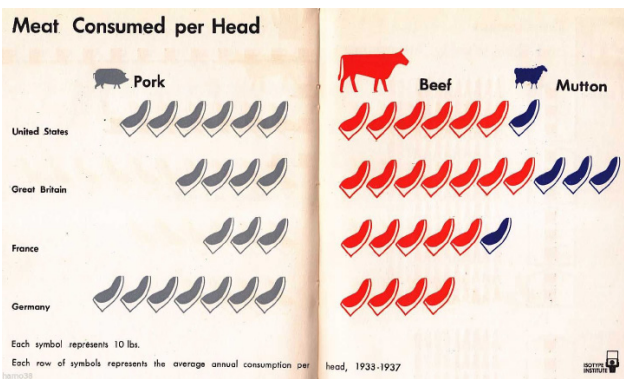 Meat Consumed per Head
Pork
Beef
Mutton
United States
Great Britain
France
Germany
Each symbol represents 10 lbs.
Each row of symbols represents the average annual consumption per head, 1933-1937
ISOTYPE
INSTITUTE
hamo38